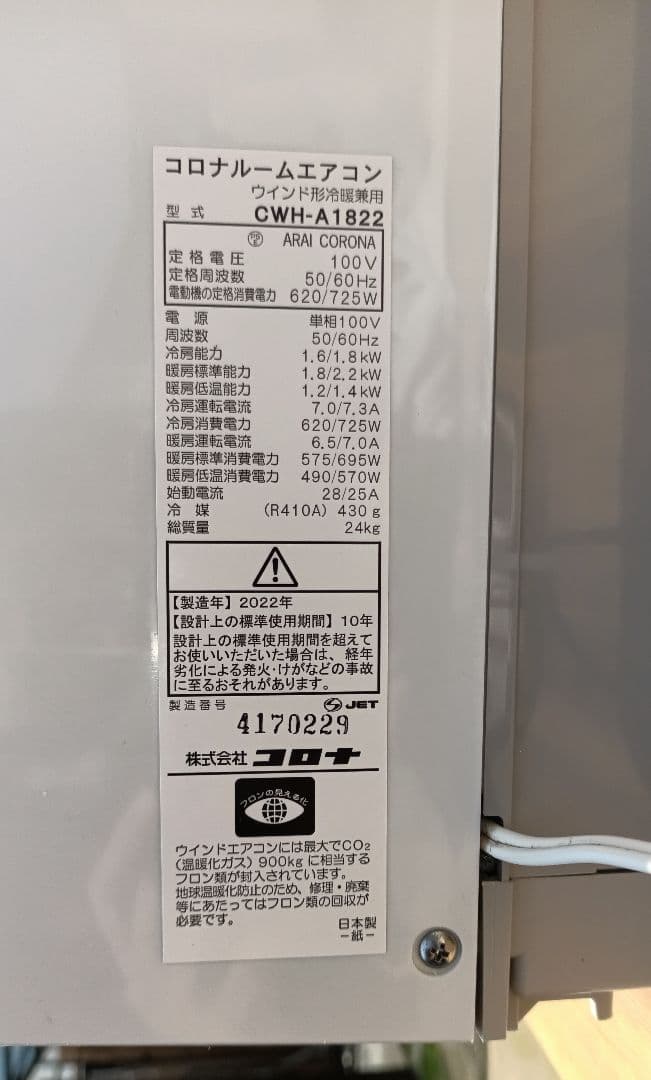 コロナルームエアコン
ウインド形冷暖兼用
型式 CWH-A1822
PSE ARAI CORONA
定格電圧 100V
定格周波数 50/60Hz
電動機の定格消費電力 620/725W
電源 単相100V
周波数 50/60Hz
冷房能力 1.6/1.8kW
暖房標準能力 1.8/2.2kW
暖房低温能力 1.2/1.4kW
冷房運転電流 7.0/7.3A
冷房消費電力 620/725W
暖房運転電流 6.5/7.0A
暖房標準消費電力 575/695W
暖房低温消費電力 490/570W
始動電流 28/25A
冷媒 (R410A) 430g
総質量 24kg
【製造年】2022年
【設計上の標準使用期間】10年
設計上の標準使用期間を超えて
お使いいただいた場合は、経年
劣化による発火・けがなどの事故
に至るおそれがあります。
製造番号 JET
4170229
株式会社 コロナ
フロンの見える化
ウインドエアコンには最大でCO₂
(温暖化ガス) 900kgに相当する
フロン類が封入されています。
地球温暖化防止のため、修理・廃棄
等にあたってはフロン類の回収が
必要です。
日本製
-紙-